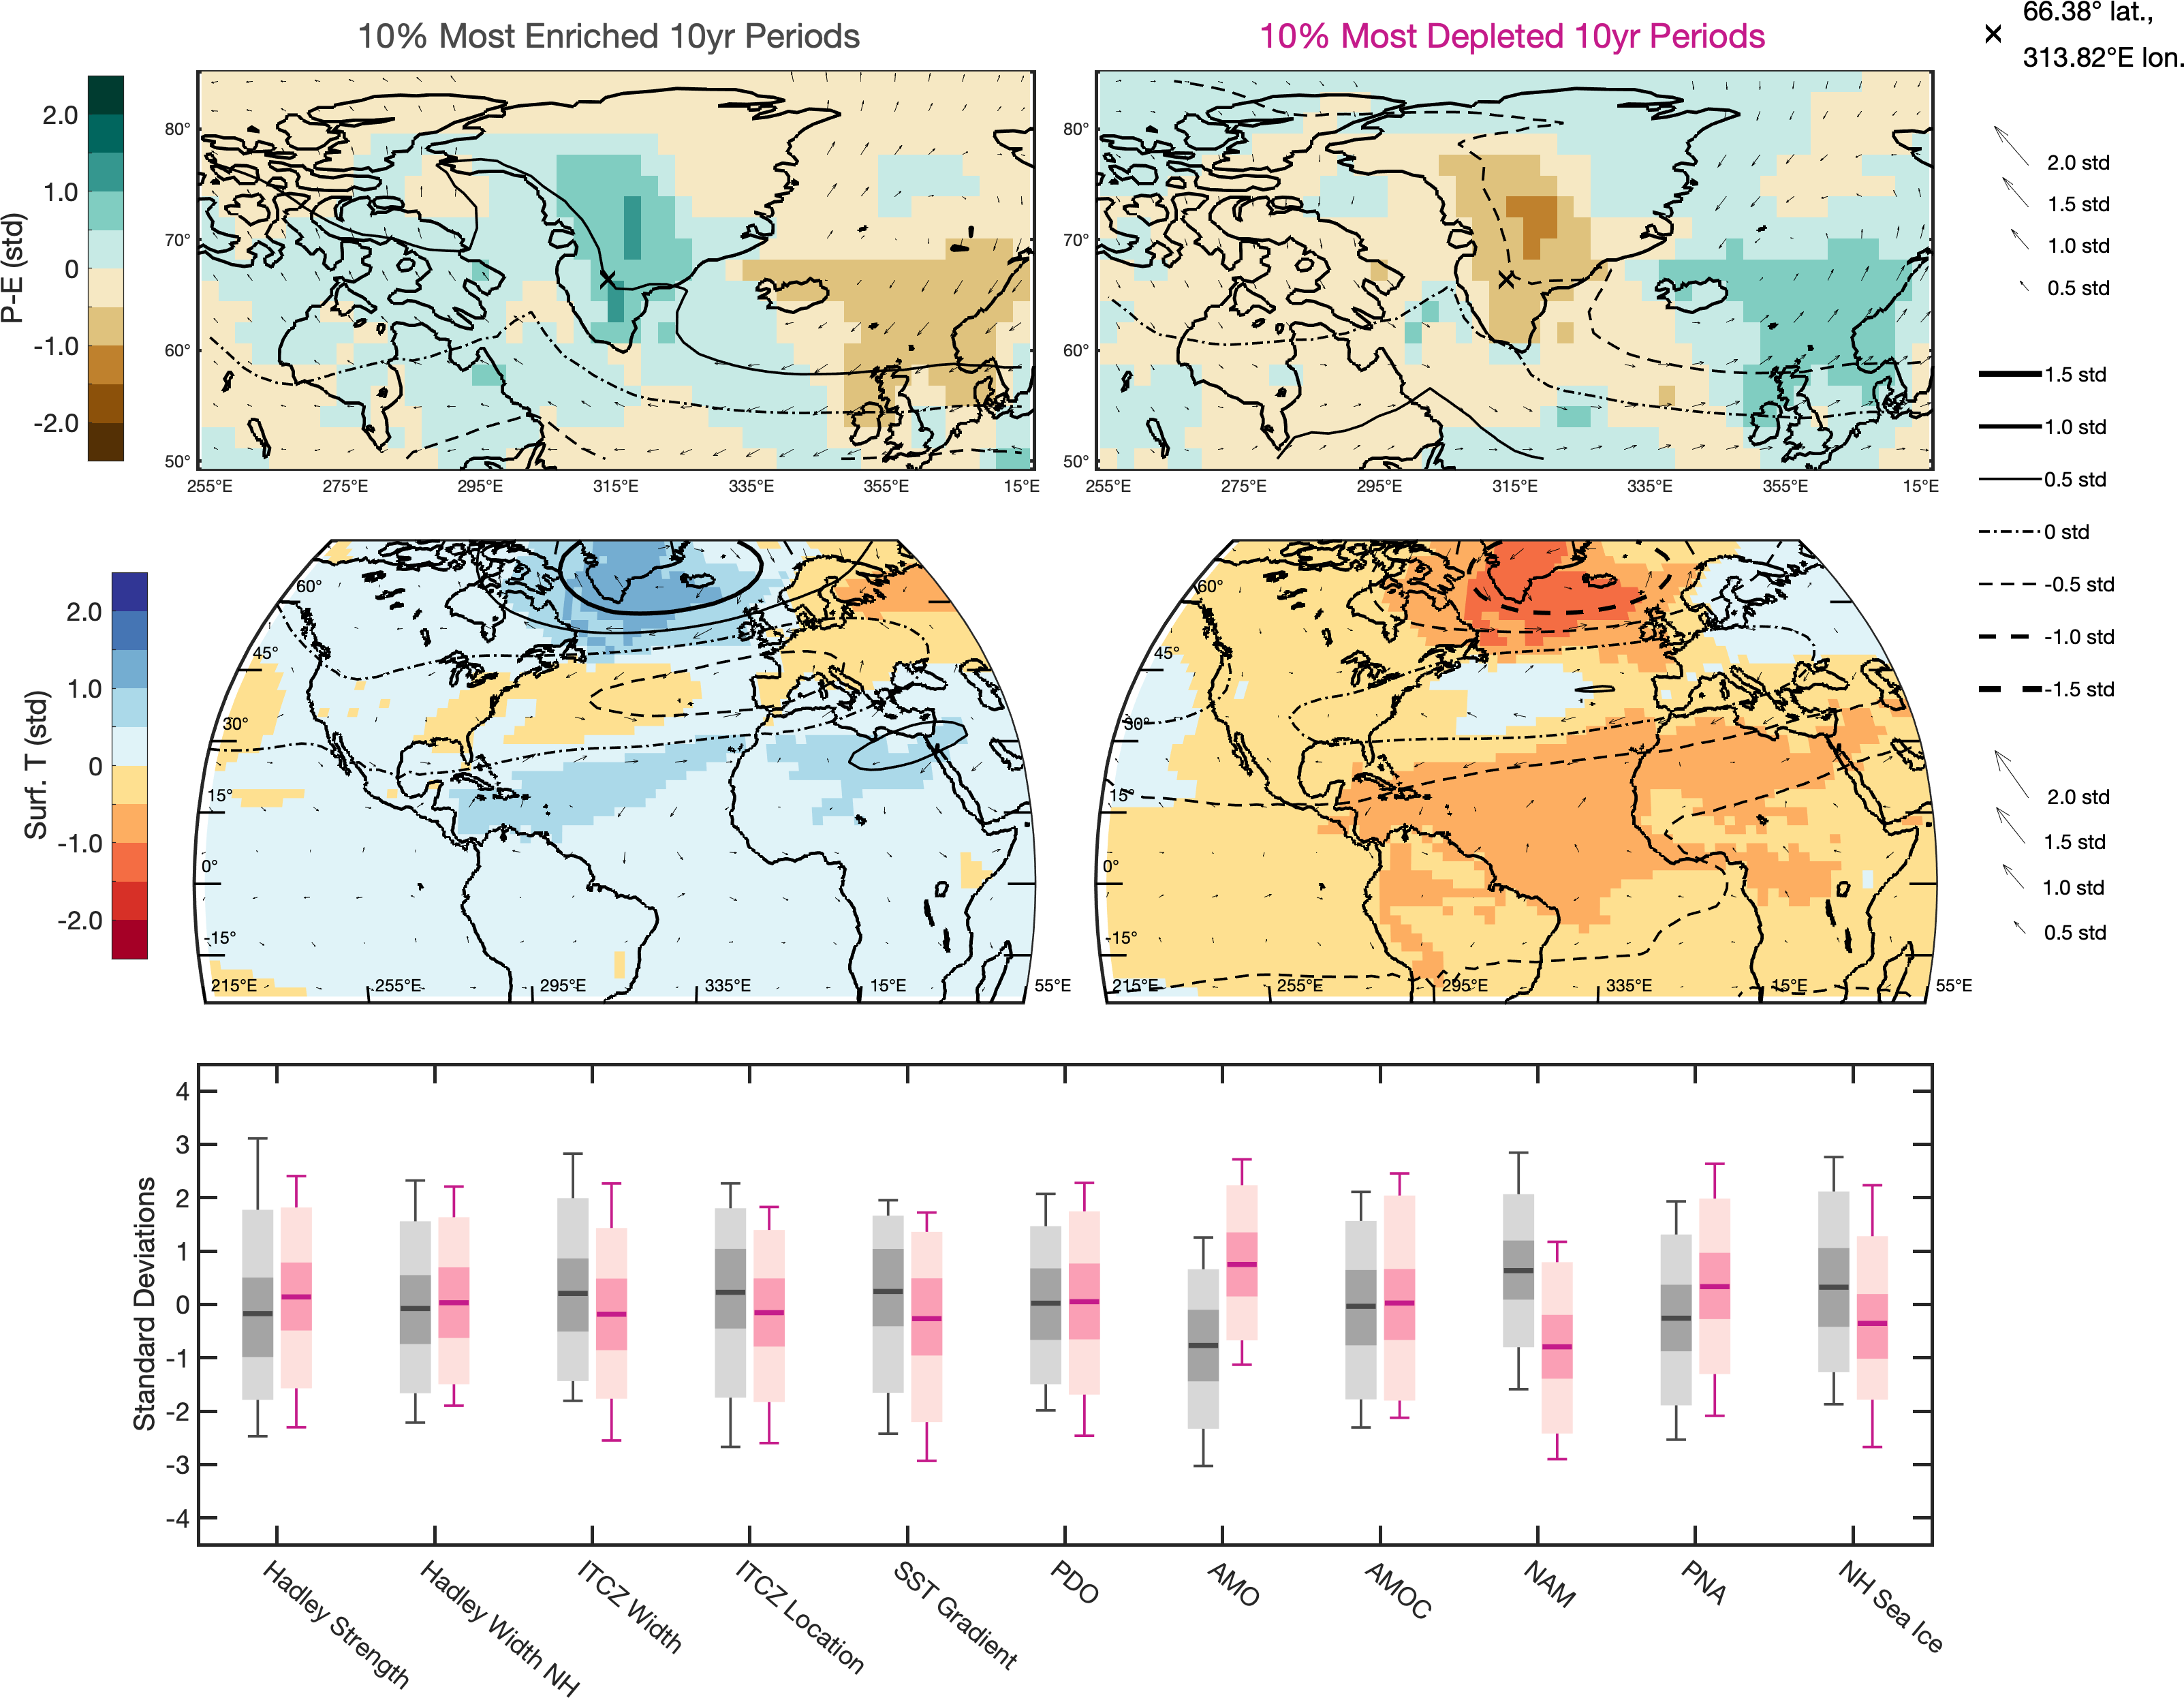 10% Most Enriched 10yr Periods
10% Most Depleted 10yr Periods
66.38° lat.,
313.82°E lon.
P-E (std)
2.0
1.0
0
-1.0
-2.0
80°
70°
60°
50°
255°E 275°E 295°E 315°E 335°E 355°E 15°E
80°
70°
60°
50°
255°E 275°E 295°E 315°E 335°E 355°E 15°E
2.0 std
1.5 std
1.0 std
0.5 std
1.5 std
1.0 std
0.5 std
0 std
-0.5 std
-1.0 std
-1.5 std
Surf. T (std)
2.0
1.0
0
-1.0
-2.0
60°
45°
30°
15°
0°
-15°
215°E 255°E 295°E 335°E 15°E 55°E
60°
45°
30°
15°
0°
-15°
215°E 255°E 295°E 335°E 15°E 55°E
2.0 std
1.5 std
1.0 std
0.5 std
Standard Deviations
4
3
2
1
0
-1
-2
-3
-4
Hadley Strength
Hadley Width NH
ITCZ Width
ITCZ Location
SST Gradient
PDO
AMO
AMOC
NAM
PNA
NH Sea Ice